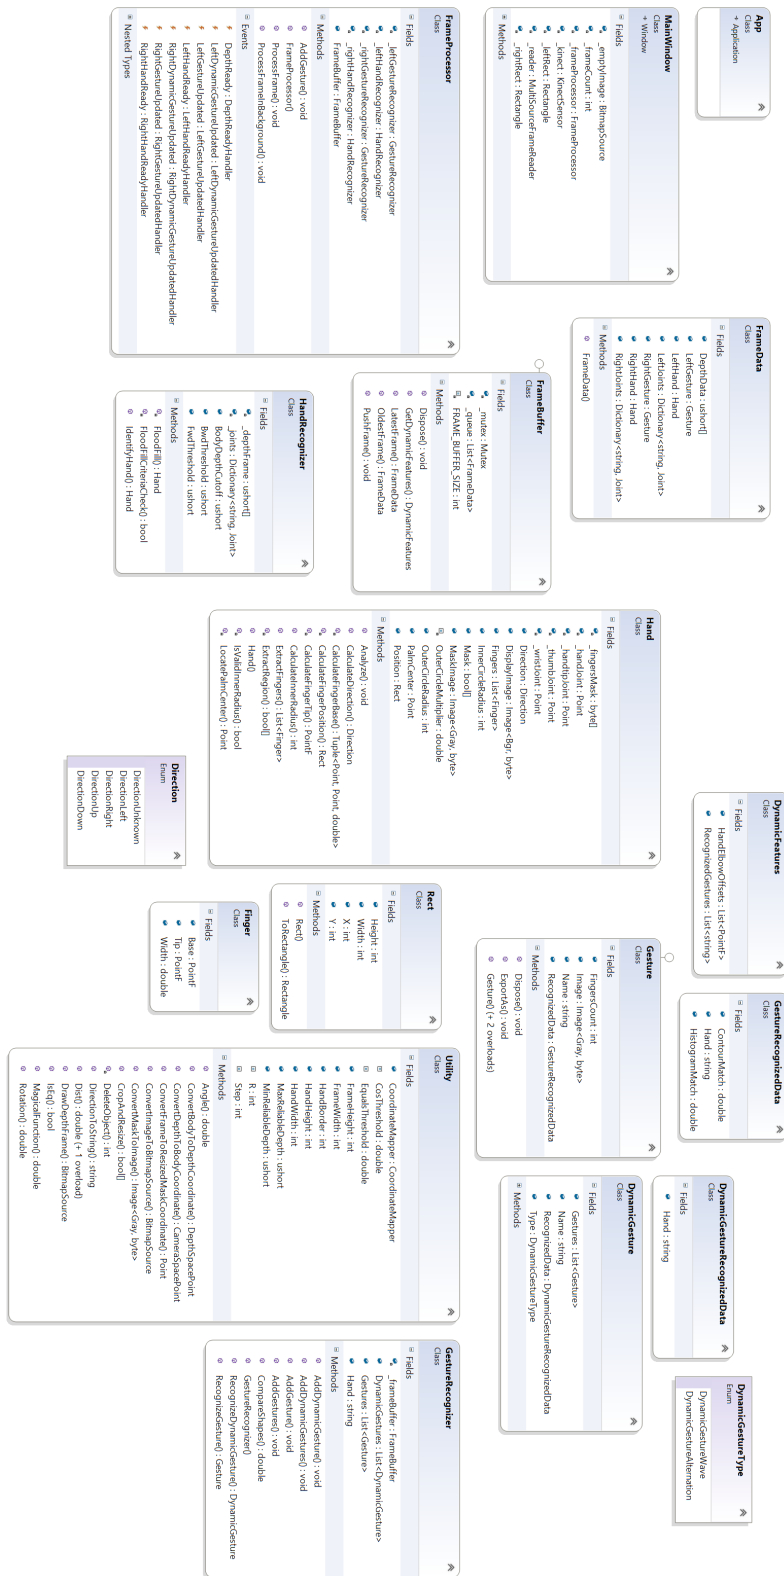 App
Class
→ Application
MainWindow
Class
→ Window
Fields
_emptyImage : BitmapSource
_frameCount : int
_frameProcessor : FrameProcessor
_kinect : KinectSensor
_leftRect : Rectangle
_reader : MultiSourceFrameReader
_rightRect : Rectangle
Methods
FrameProcessor
Class
Fields
_leftGestureRecognizer : GestureRecognizer
_leftHandRecognizer : HandRecognizer
_rightGestureRecognizer : GestureRecognizer
_rightHandRecognizer : HandRecognizer
FrameBuffer : FrameBuffer
Methods
AddGesture() : void
FrameProcessor()
ProcessFrame() : void
ProcessFrameInBackground() : void
Events
DepthReady : DepthReadyHandler
LeftDynamicGestureUpdated : LeftDynamicGestureUpdatedHandler
LeftGestureUpdated : LeftGestureUpdatedHandler
LeftHandReady : LeftHandReadyHandler
RightDynamicGestureUpdated : RightDynamicGestureUpdatedHandler
RightGestureUpdated : RightGestureUpdatedHandler
RightHandReady : RightHandReadyHandler
Nested Types
FrameData
Class
Fields
DepthData : ushort[]
LeftGesture : Gesture
LeftHand : Hand
LeftJoints : Dictionary<string, Joint>
RightGesture : Gesture
RightHand : Hand
RightJoints : Dictionary<string, Joint>
Methods
FrameData()
FrameBuffer
Class
Fields
_mutex : Mutex
_queue : List<FrameData>
FRAME_BUFFER_SIZE : int
Methods
Dispose() : void
GetDynamicFeatures() : DynamicFeatures
LatestFrame() : FrameData
OldestFrame() : FrameData
PushFrame() : void
HandRecognizer
Class
Fields
_depthFrame : ushort[]
_joints : Dictionary<string, Joint>
BodyDepthCutoff : ushort
BwdThreshold : ushort
FwdThreshold : ushort
Methods
FloodFill() : Hand
FloodFillCriteriaCheck() : bool
IdentifyHand() : Hand
Hand
Class
Fields
_fingersMask : byte[]
_handJoint : Point
_handtipJoint : Point
_thumbJoint : Point
_wristJoint : Point
Direction : Direction
DisplayImage : Image<Bgr, byte>
Fingers : List<Finger>
InnerCircleRadius : int
Mask : bool[]
MaskImage : Image<Gray, byte>
OuterCircleMultiplier : double
OuterCircleRadius : int
PalmCenter : Point
Position : Rect
Methods
Analyze() : void
CalculateDirection() : Direction
CalculateFingerBase() : Tuple<Point, Point, double>
CalculateFingerPosition() : Rect
CalculateFingerTip() : PointF
CalculateInnerRadius() : int
ExtractFingers() : List<Finger>
ExtractRegion() : bool[]
Hand()
IsValidInnerRadius() : bool
LocatePalmCenter() : Point
Direction
Enum
DirectionUnknown
DirectionLeft
DirectionRight
DirectionUp
DirectionDown
DynamicFeatures
Class
Fields
HandElbowOffsets : List<PointF>
RecognizedGestures : List<string>
Gesture
Class
Fields
FingersCount : int
Image : Image<Gray, byte>
Name : string
RecognizedData : GestureRecognizedData
Methods
Dispose() : void
ExportAs() : void
Gesture() (+ 2 overloads)
Rect
Class
Fields
Height : int
Width : int
X : int
Y : int
Methods
Rect()
ToRectangle() : Rectangle
Finger
Class
Fields
Base : PointF
Tip : PointF
Width : double
GestureRecognizedData
Class
Fields
ContourMatch : double
Hand : string
HistogramMatch : double
Utility
Class
Fields
CoordinateMapper : CoordinateMapper
CosThreshold : double
EqualsThreshold : double
FrameHeight : int
FrameWidth : int
HandBorder : int
HandHeight : int
HandWidth : int
MaxReliableDepth : ushort
MinReliableDepth : ushort
R : int
Step : int
Methods
Angle() : double
ConvertBodyToDepthCoordinate() : DepthSpacePoint
ConvertDepthToBodyCoordinate() : CameraSpacePoint
ConvertFrameToResizedMaskCoordinate() : Point
ConvertImageToBitmapSource() : BitmapSource
ConvertMaskToImage() : Image<Gray, byte>
CropAndResize() : bool[]
DeleteObject() : int
DirectionToString() : string
Dist() : double (+ 1 overload)
DrawDepthFrame() : BitmapSource
IsEq() : bool
MagicalFunction() : double
Rotation() : double
DynamicGestureRecognizedData
Class
Fields
Hand : string
DynamicGesture
Class
Fields
Gestures : List<Gesture>
Name : string
RecognizedData : DynamicGestureRecognizedData
Type : DynamicGestureType
Methods
DynamicGestureType
Enum
DynamicGestureWave
DynamicGestureAlternation
GestureRecognizer
Class
Fields
_frameBuffer : FrameBuffer
DynamicGestures : List<DynamicGesture>
Gestures : List<Gesture>
Hand : string
Methods
AddDynamicGesture() : void
AddDynamicGestures() : void
AddGesture() : void
AddGestures() : void
CompareShapes() : double
GestureRecognizer()
RecognizeDynamicGesture() : DynamicGesture
RecognizeGesture() : Gesture